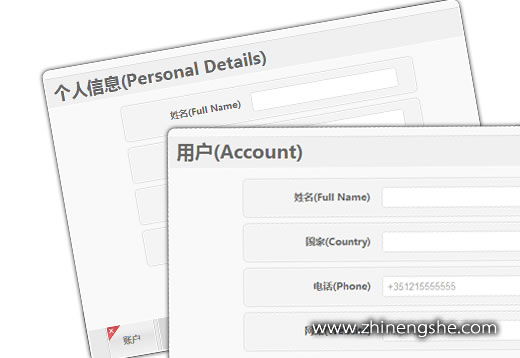 个人信息(Personal Details)
姓名(Full Name)
用户(Account)
姓名(Full Name)
国家(Country)
电话(Phone)
+351215555555
www.zhinengshe.com
账户